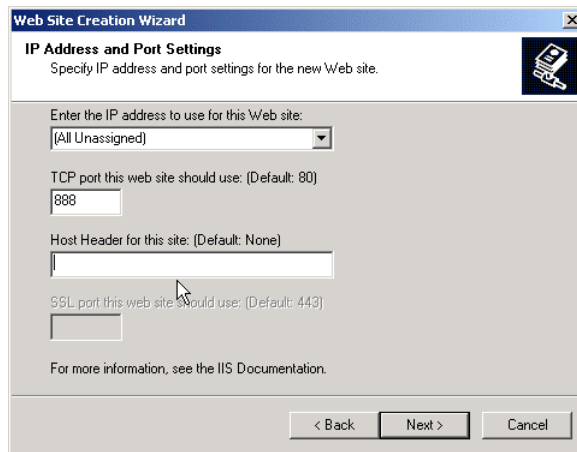 Web Site Creation Wizard
IP Address and Port Settings
Specify IP address and port settings for the new Web site.
Enter the IP address to use for this Web site:
(All Unassigned)
TCP port this web site should use: (Default: 80)
888
Host Header for this site: (Default: None)
SSL port this web site should use: (Default: 443)
For more information, see the IIS Documentation.
< Back Next > Cancel